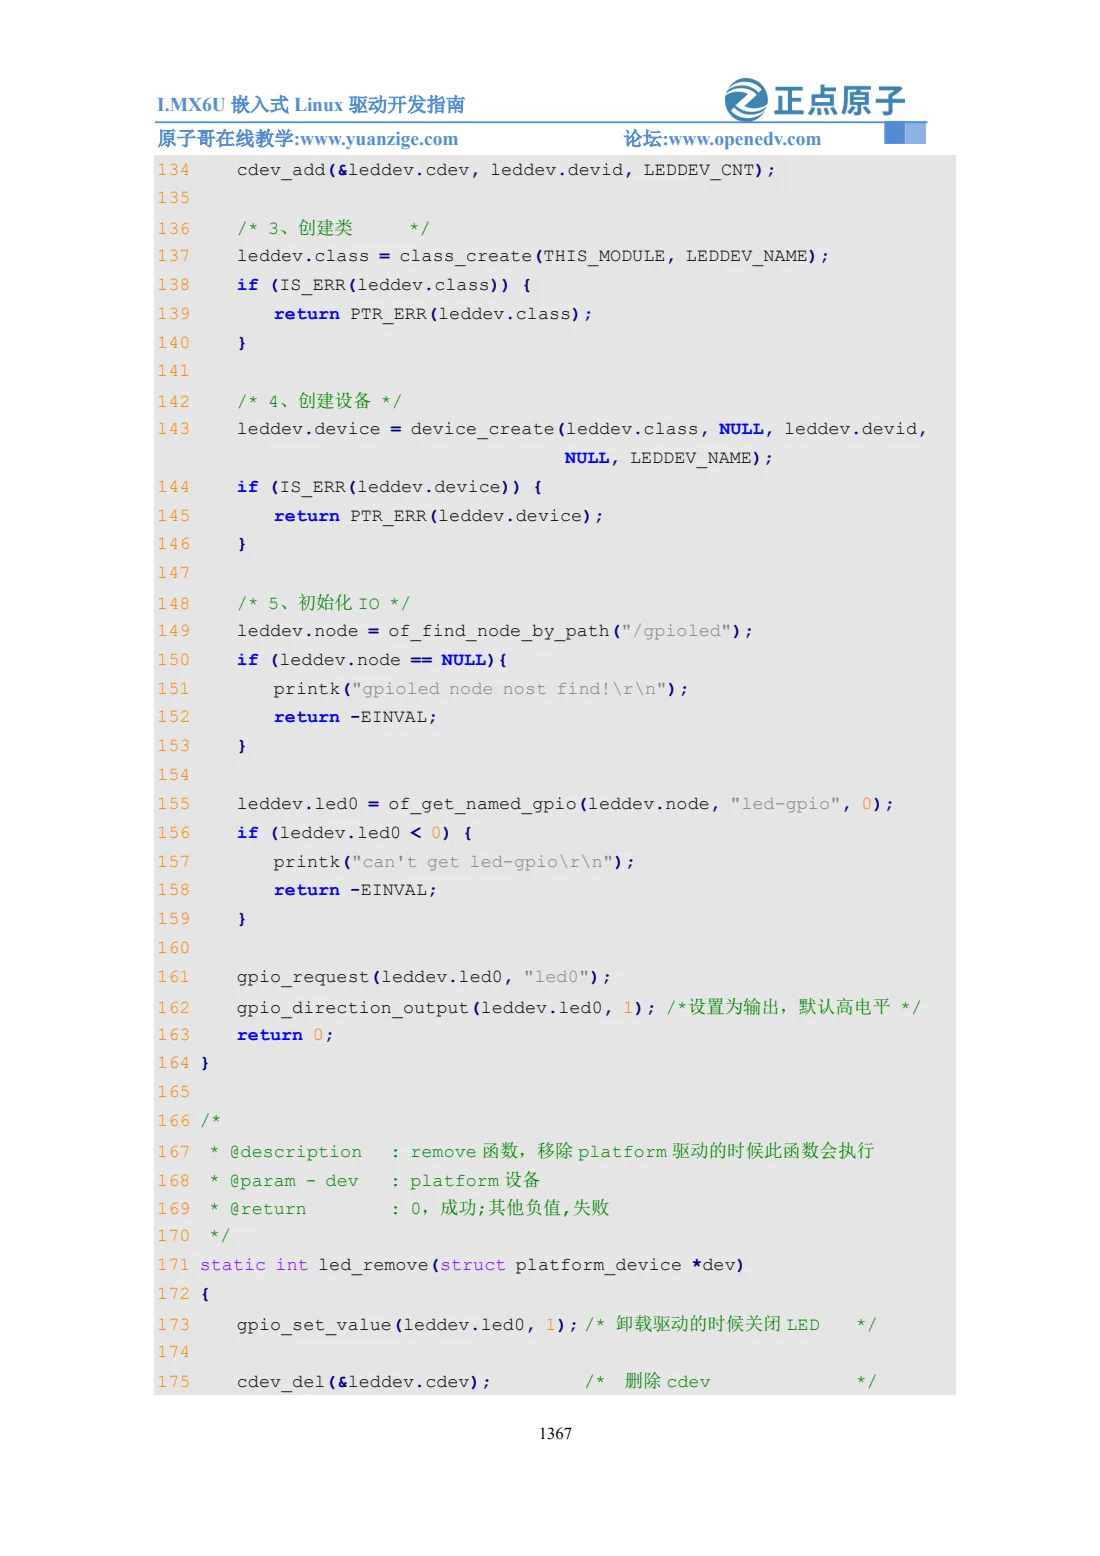 I.MX6U 嵌入式 Linux 驱动开发指南
正点原子
原子哥在线教学:www.yuanzige.com 论坛:www.openedv.com
134 cdev_add(&leddev.cdev, leddev.devid, LEDDEV_CNT);
135
136 /* 3、创建类 */
137 leddev.class = class_create(THIS_MODULE, LEDDEV_NAME);
138 if (IS_ERR(leddev.class)) {
139 return PTR_ERR(leddev.class);
140 }
141
142 /* 4、创建设备 */
143 leddev.device = device_create(leddev.class, NULL, leddev.devid,
NULL, LEDDEV_NAME);
144 if (IS_ERR(leddev.device)) {
145 return PTR_ERR(leddev.device);
146 }
147
148 /* 5、初始化 IO */
149 leddev.node = of_find_node_by_path("/gpioled");
150 if (leddev.node == NULL){
151 printk("gpioled node nost find!\r\n");
152 return -EINVAL;
153 }
154
155 leddev.led0 = of_get_named_gpio(leddev.node, "led-gpio", 0);
156 if (leddev.led0 < 0) {
157 printk("can't get led-gpio\r\n");
158 return -EINVAL;
159 }
160
161 gpio_request(leddev.led0, "led0");
162 gpio_direction_output(leddev.led0, 1); /*设置为输出，默认高电平 */
163 return 0;
164 }
165
166 /*
167 * @description : remove 函数，移除 platform 驱动的时候此函数会执行
168 * @param - dev : platform 设备
169 * @return : 0，成功;其他负值,失败
170 */
171 static int led_remove(struct platform_device *dev)
172 {
173 gpio_set_value(leddev.led0, 1); /* 卸载驱动的时候关闭 LED */
174
175 cdev_del(&leddev.cdev); /* 删除 cdev */
1367